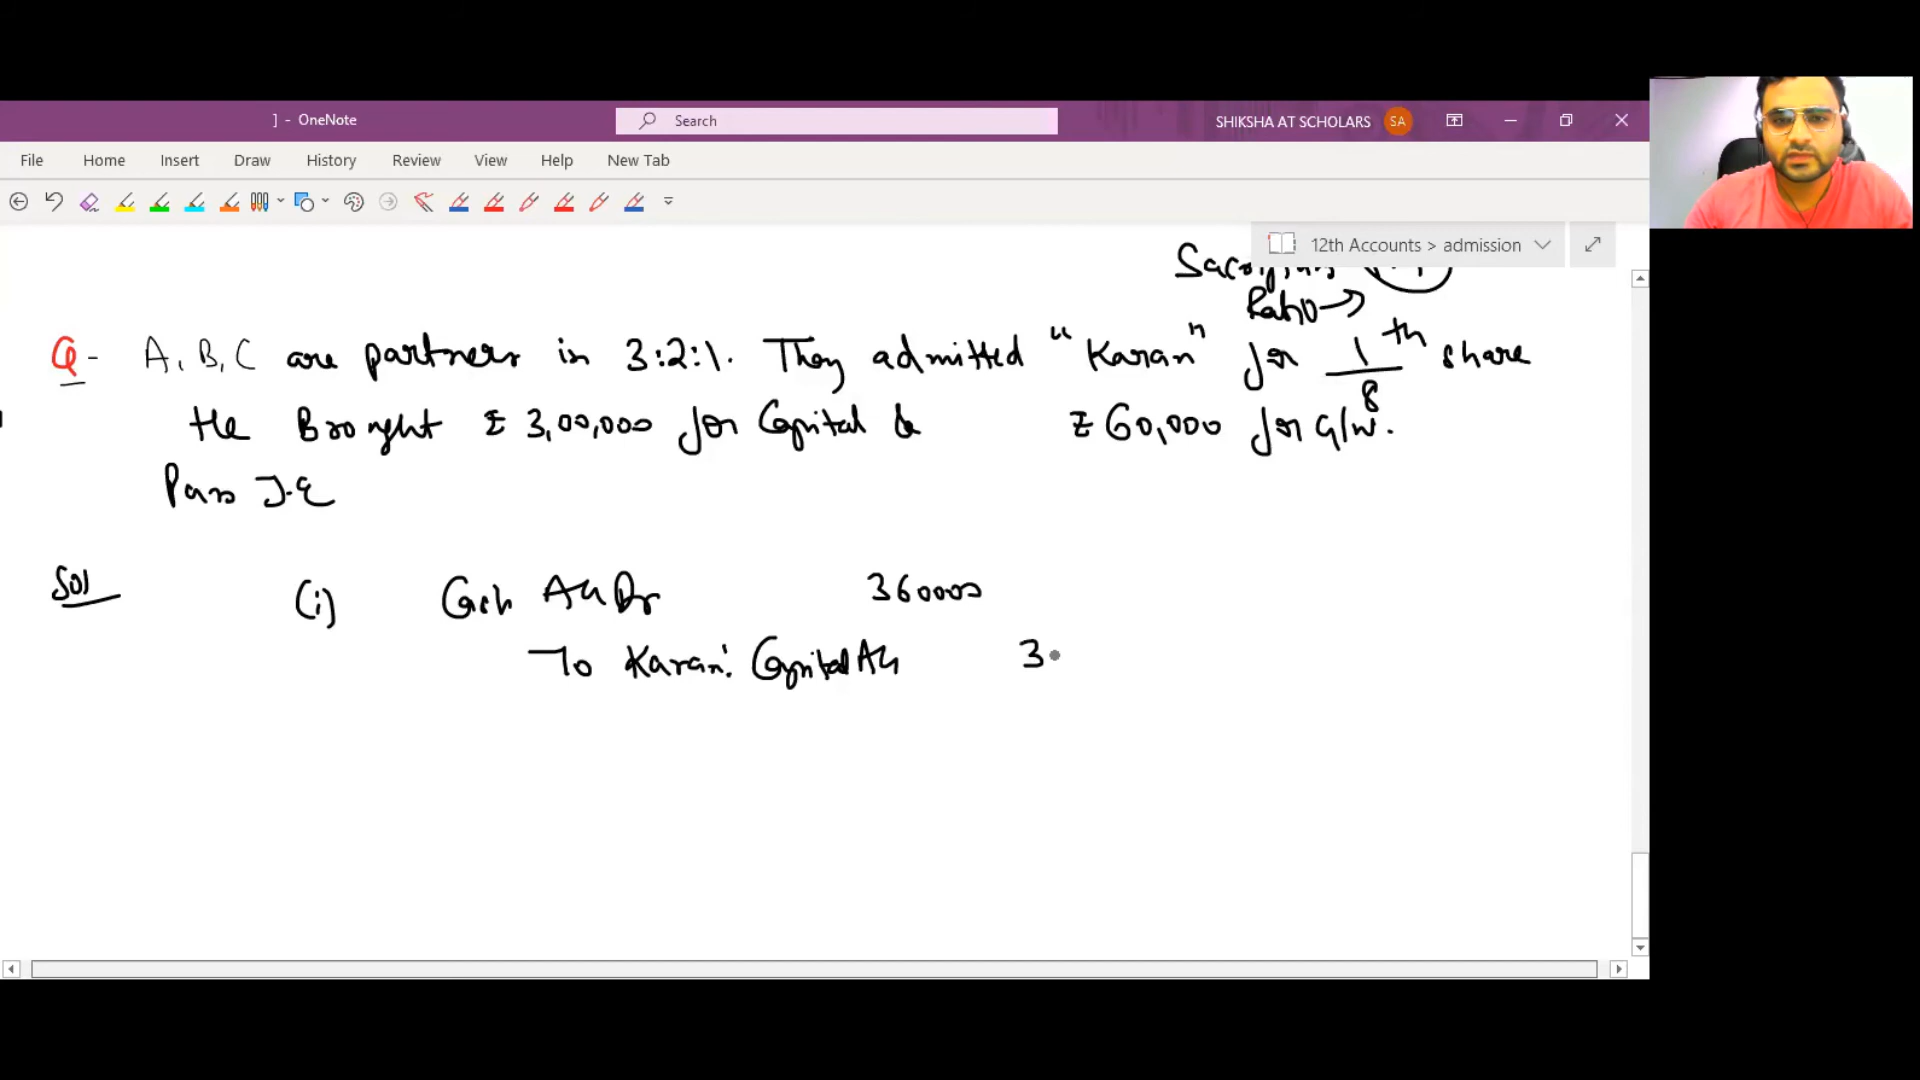 ] - OneNote
Search
SHIKSHA AT SCHOLARS SA
File Home Insert Draw History Review View Help New Tab
12th Accounts > admission
Ratio →
Q - A, B, C are partners in 3:2:1. They admitted "Karan" for 1/8 th share
He Brought ₹ 3,00,000 for Capital & ₹ 60,000 for G/W.
Pass J.E
Sol (i) Cash A/c Dr 360000
To Karan's Capital A/c 3